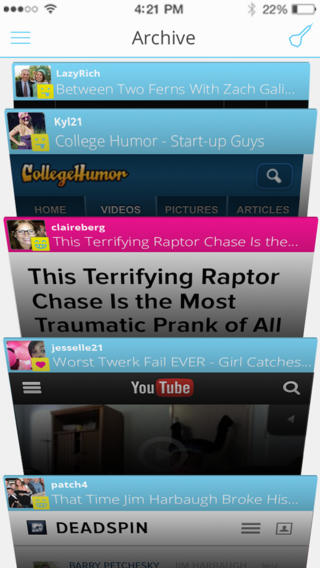 4:21 PM
22%
Archive
LazyRich
Between Two Ferns With Zach Gali...
Kyl21
College Humor - Start-up Guys
CollegeHumor
HOME VIDEOS PICTURES ARTICLES
claireberg
This Terrifying Raptor Chase Is the...
This Terrifying Raptor
Chase Is the Most
Traumatic Prank of All
jesselle21
Worst Twerk Fail EVER - Girl Catches...
YouTube
patch4
That Time Jim Harbaugh Broke His...
DEADSPIN
BARRY PETCHESKY JIM HARBAUGH